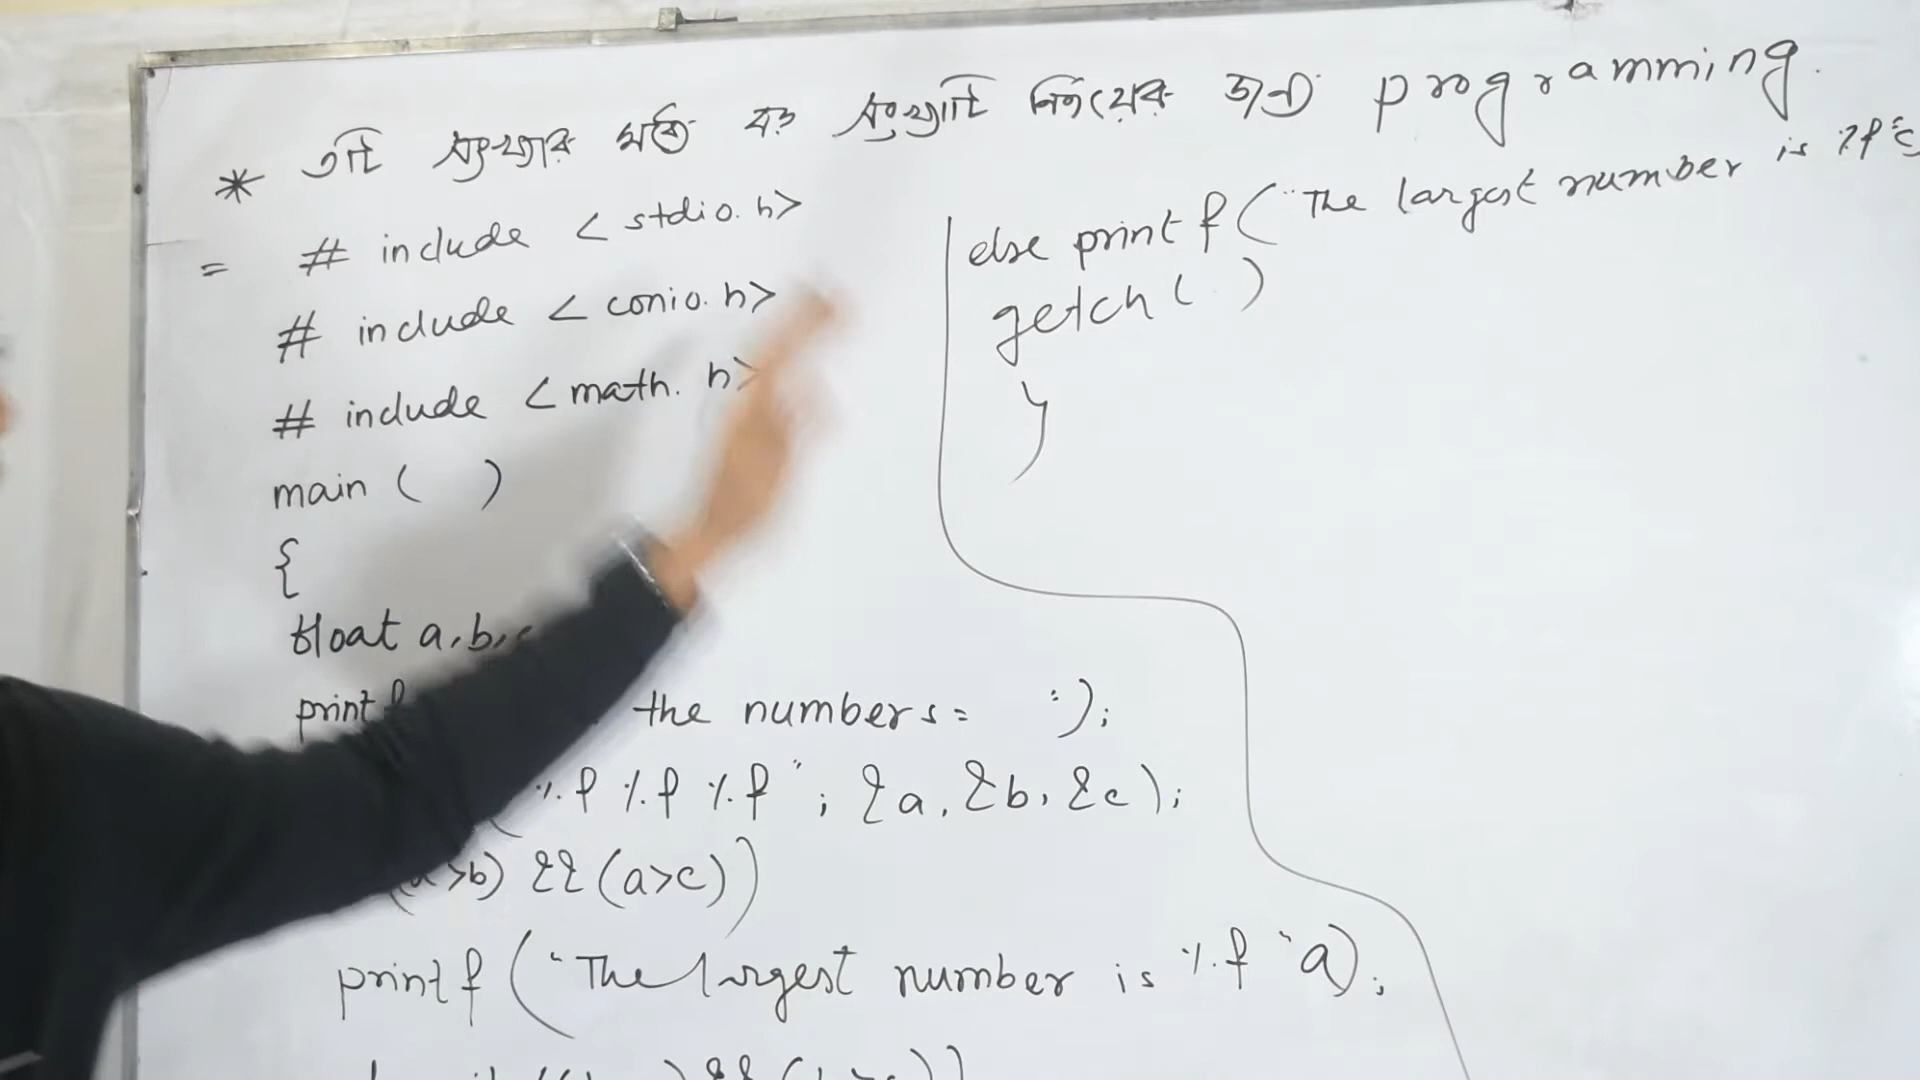 * ৩টি সংখ্যার মধ্যে বড় সংখ্যাটি নির্ণয়ের জন্য programming.
= # include < stdio.h>
# include < conio.h>
# include < math.h>
main ( )
{
float a,b,
printf the numbers= ");
%f %f %f " ; &a, &b, &c);
>b) && (a>c))
printf ("The largest number is %f "a);
else printf ("The largest number is %f"c
getch ( )
}